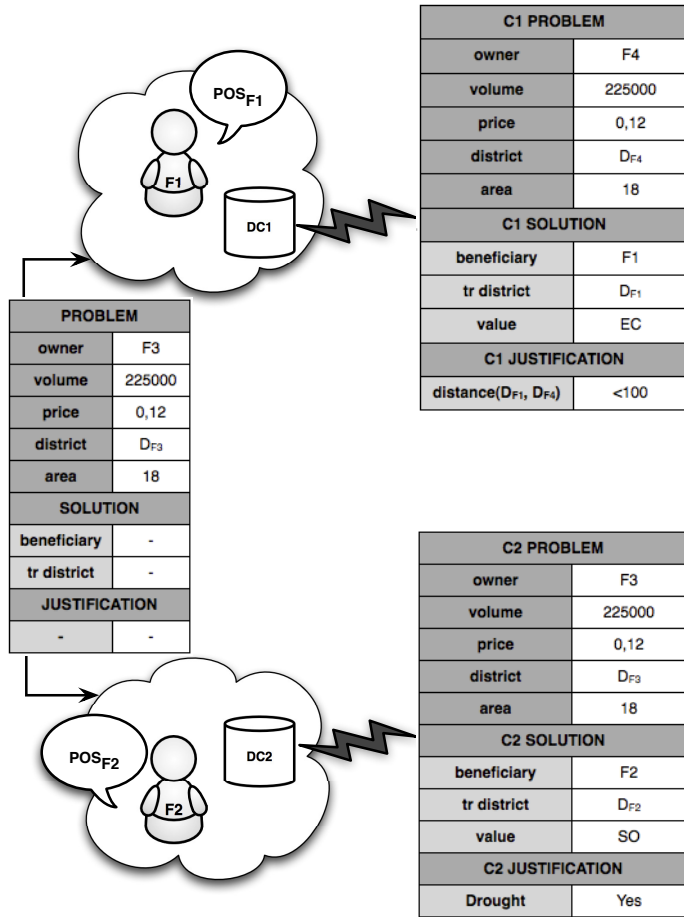 POSF1
F1
DC1
PROBLEM
owner F3
volume 225000
price 0,12
district DF3
area 18
SOLUTION
beneficiary -
tr district -
JUSTIFICATION
- -
POSF2
F2
DC2
C1 PROBLEM
owner F4
volume 225000
price 0,12
district DF4
area 18
C1 SOLUTION
beneficiary F1
tr district DF1
value EC
C1 JUSTIFICATION
distance(DF1, DF4) <100
C2 PROBLEM
owner F3
volume 225000
price 0,12
district DF3
area 18
C2 SOLUTION
beneficiary F2
tr district DF2
value SO
C2 JUSTIFICATION
Drought Yes